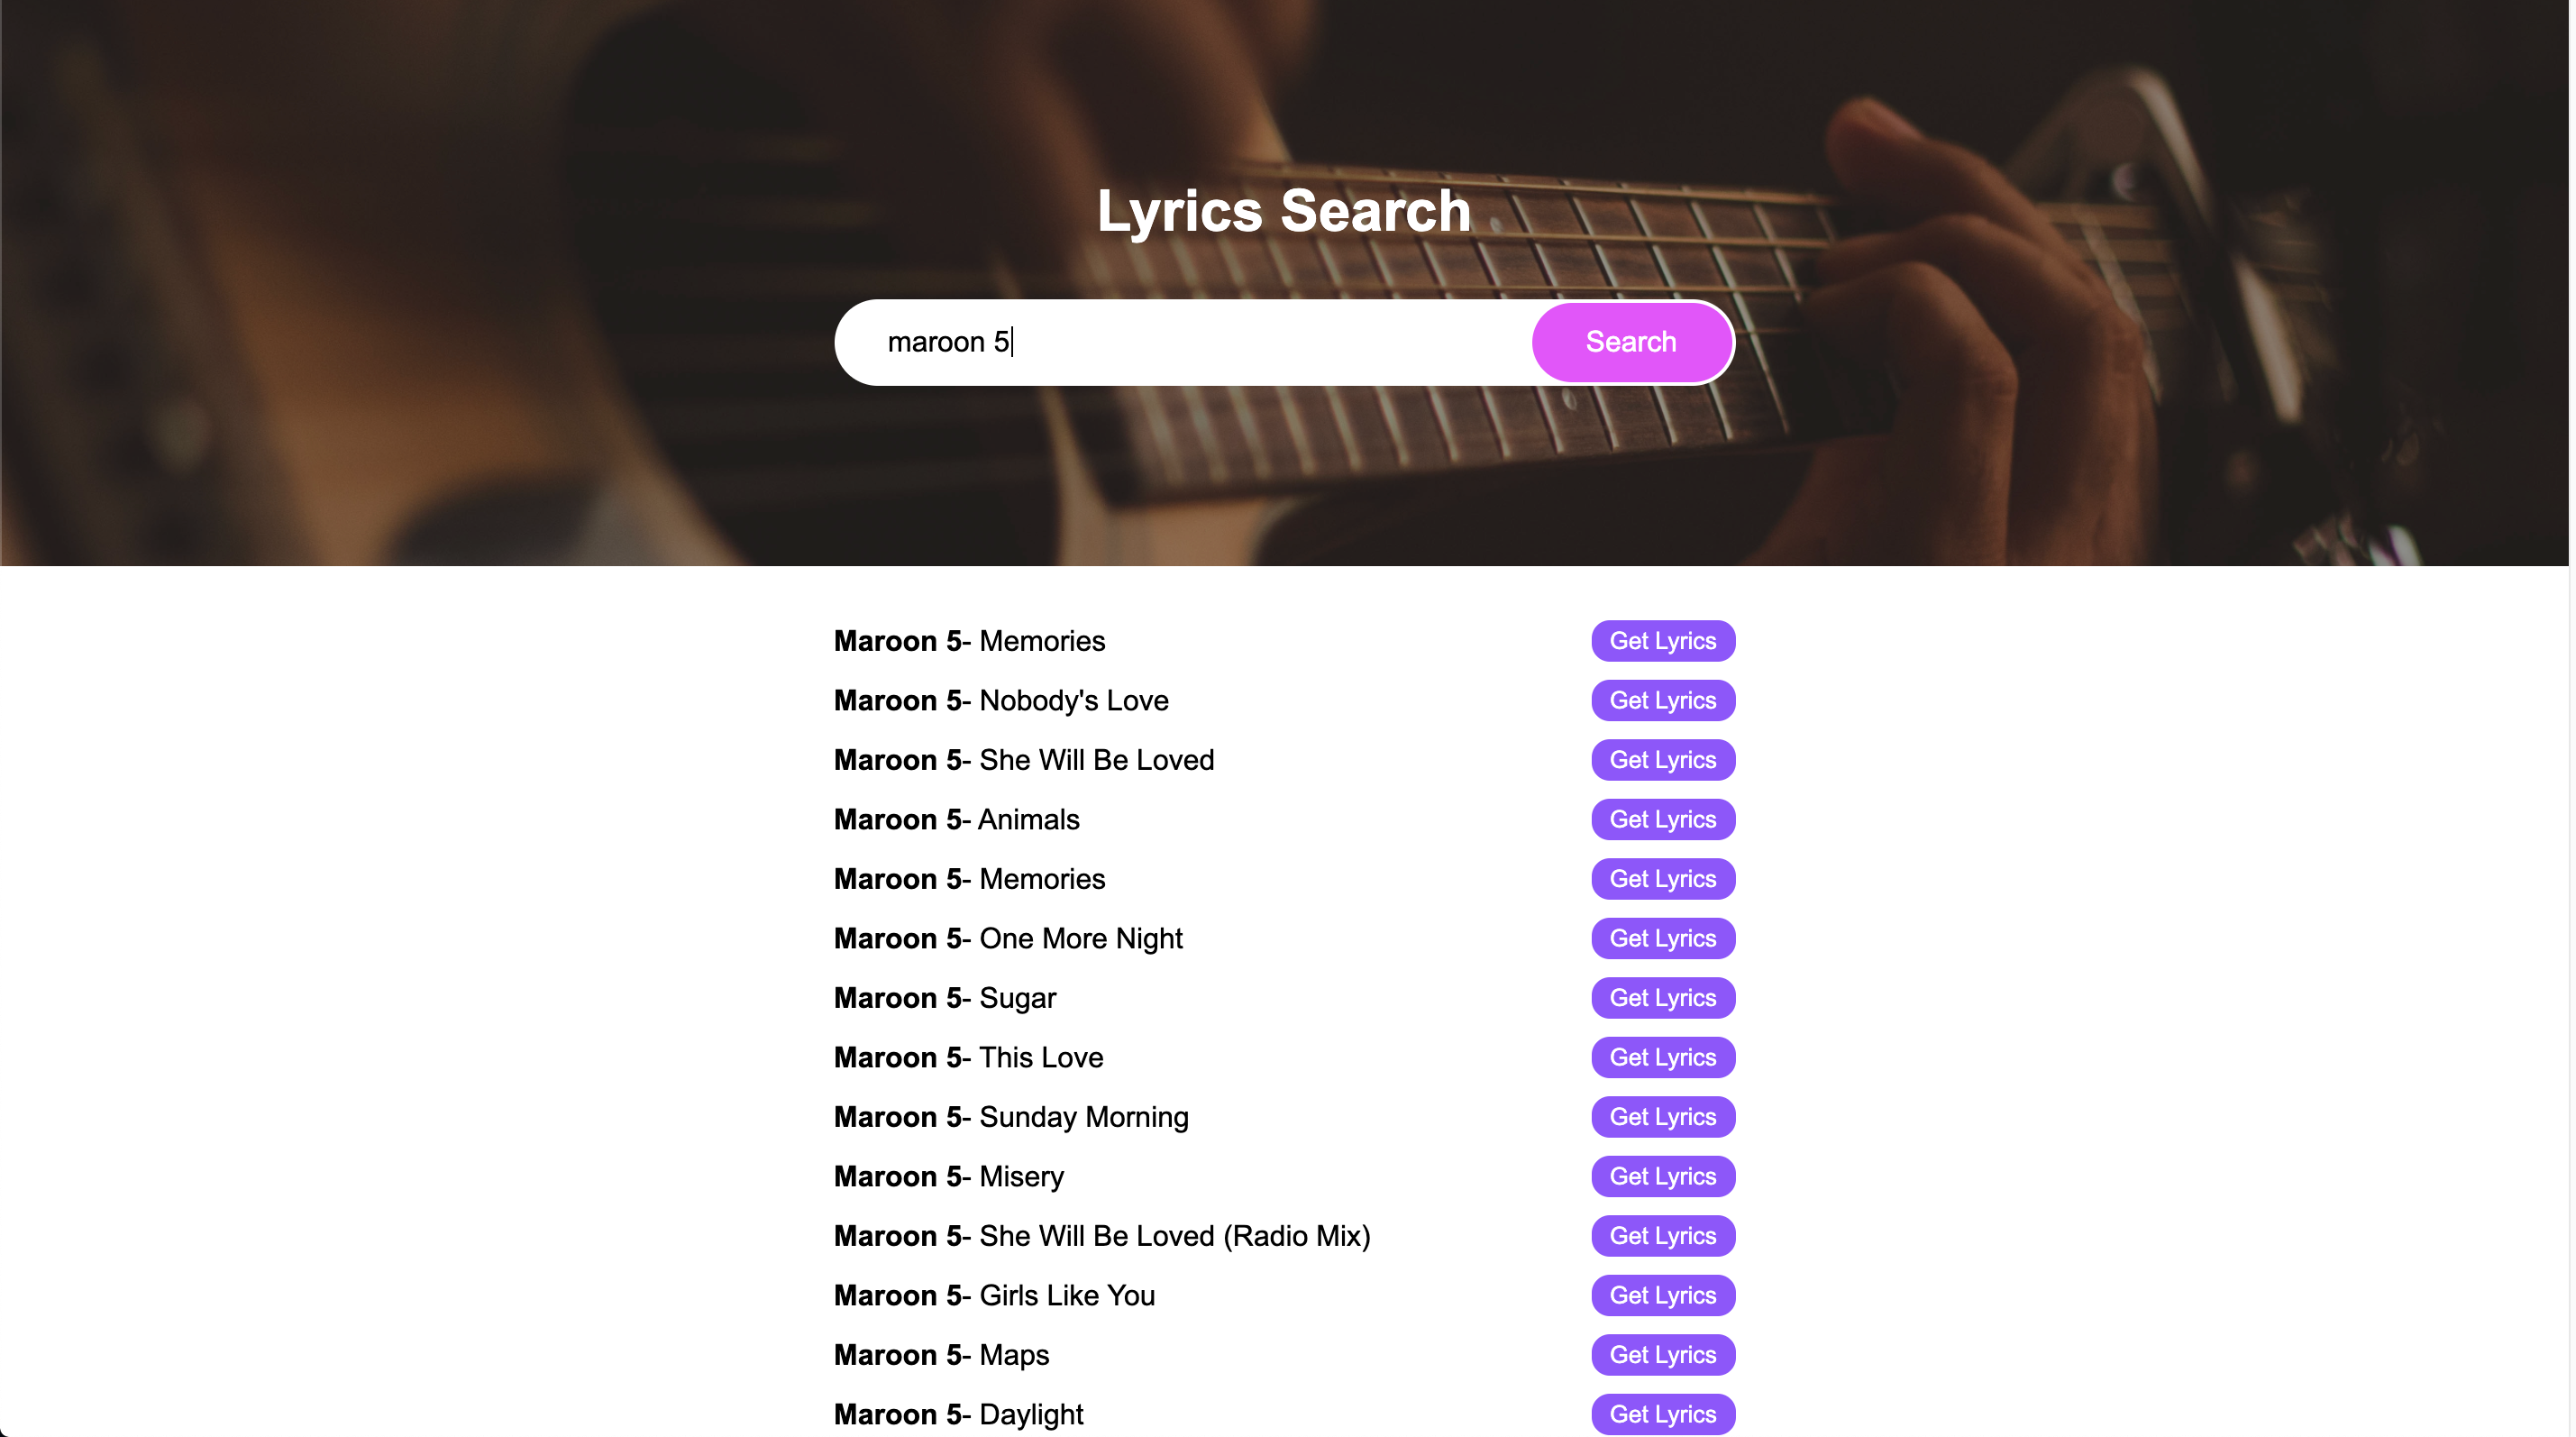 Lyrics Search
maroon 5
Search
Maroon 5- Memories
Get Lyrics
Maroon 5- Nobody's Love
Get Lyrics
Maroon 5- She Will Be Loved
Get Lyrics
Maroon 5- Animals
Get Lyrics
Maroon 5- Memories
Get Lyrics
Maroon 5- One More Night
Get Lyrics
Maroon 5- Sugar
Get Lyrics
Maroon 5- This Love
Get Lyrics
Maroon 5- Sunday Morning
Get Lyrics
Maroon 5- Misery
Get Lyrics
Maroon 5- She Will Be Loved (Radio Mix)
Get Lyrics
Maroon 5- Girls Like You
Get Lyrics
Maroon 5- Maps
Get Lyrics
Maroon 5- Daylight
Get Lyrics